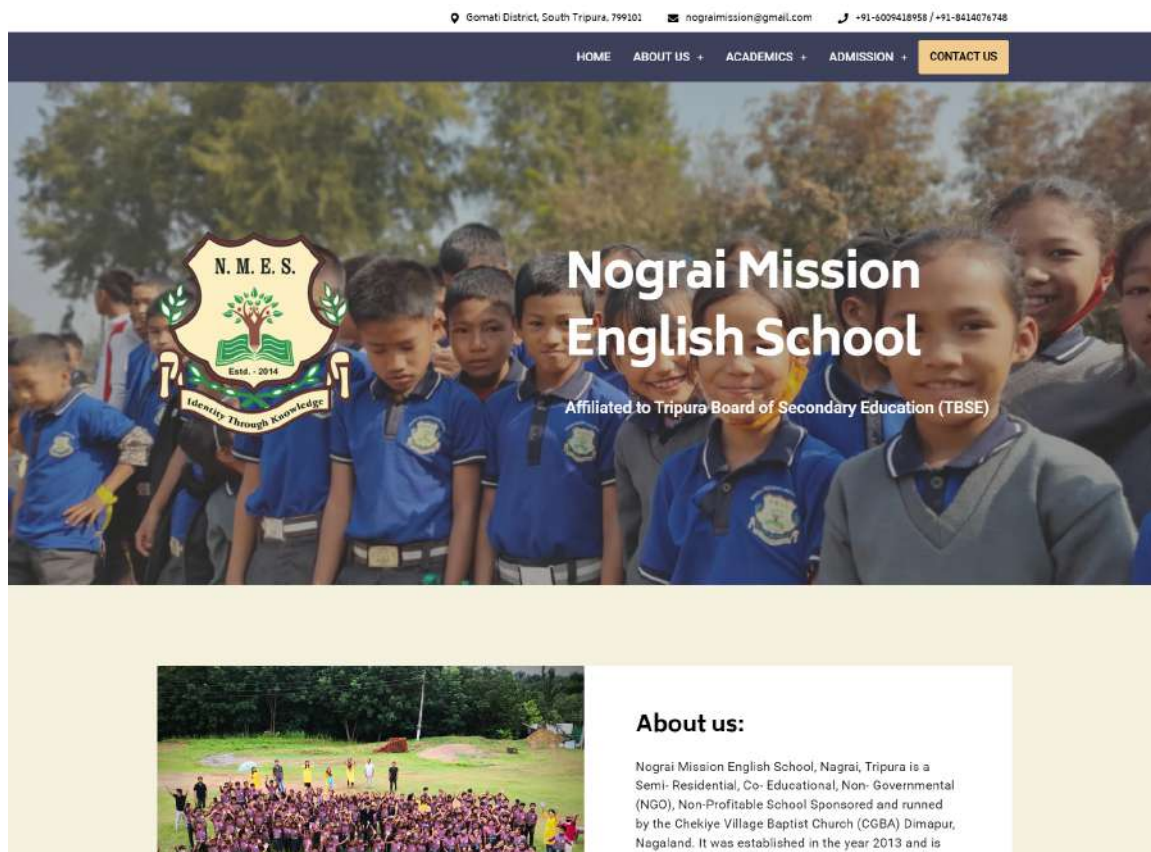 Gomati District, South Tripura, 799101 nograimission@gmail.com +91-6009418958 / +91-8414076748
HOME ABOUT US + ACADEMICS + ADMISSION + CONTACT US
N. M. E. S.
Estd. - 2014
Identity Through Knowledge
Nograi Mission
English School
Affiliated to Tripura Board of Secondary Education (TBSE)
About us:
Nograi Mission English School, Nagrai, Tripura is a
Semi- Residential, Co- Educational, Non- Governmental
(NGO), Non-Profitable School Sponsored and runned
by the Chekiye Village Baptist Church (CGBA) Dimapur,
Nagaland. It was established in the year 2013 and is